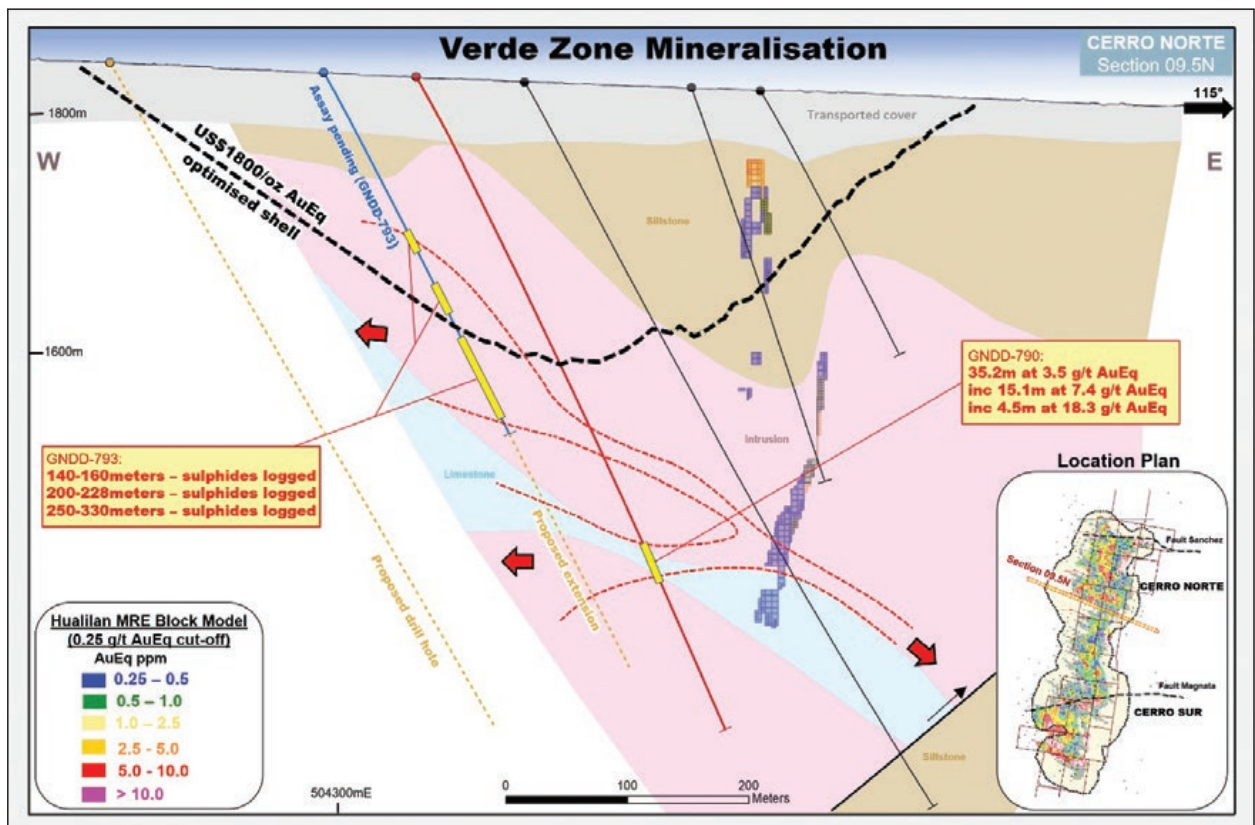 Verde Zone Mineralisation
CERRO NORTE
Section 09.5N
115°
1800m
Transported cover
W
E
US$1800/oz AuEq
optimised shell
Assay pending (GNDD-793)
Siltstone
1600m
GNDD-790:
35.2m at 3.5 g/t AuEq
inc 15.1m at 7.4 g/t AuEq
inc 4.5m at 18.3 g/t AuEq
Intrusion
GNDD-793:
140-160meters – sulphides logged
200-228meters – sulphides logged
250-330meters – sulphides logged
Limestone
Proposed extension
Proposed drill hole
Location Plan
Fault Sanchez
Section 09.5N
CERRO NORTE
Fault Magnata
CERRO SUR
Hualilan MRE Block Model
(0.25 g/t AuEq cut-off)
AuEq ppm
0.25 – 0.5
0.5 – 1.0
1.0 – 2.5
2.5 - 5.0
5.0 - 10.0
> 10.0
Siltstone
504300mE
0 100 200
Meters